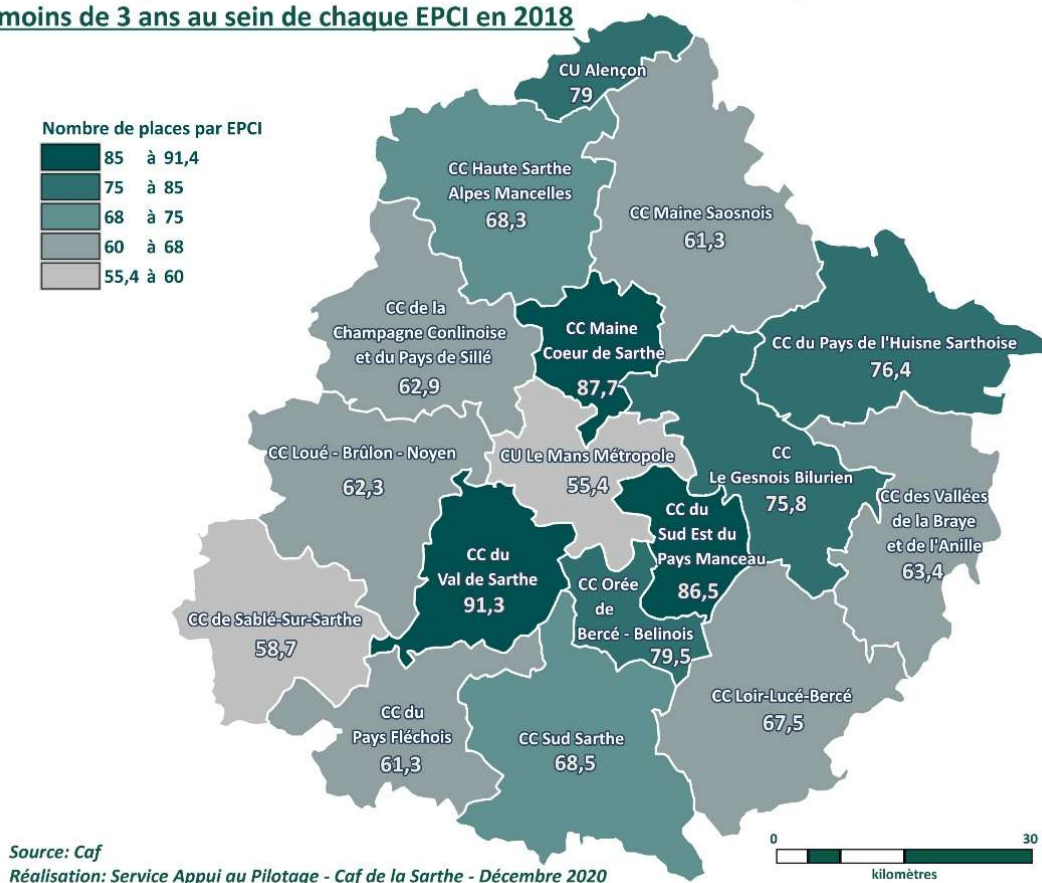 moins de 3 ans au sein de chaque EPCI en 2018
Nombre de places par EPCI
85 à 91,4
75 à 85
68 à 75
60 à 68
55,4 à 60
CU Alençon
79
CC Haute Sarthe
Alpes Mancelles
68,3
CC Maine Saosnois
61,3
CC de la
Champagne Conlinoise
et du Pays de Sillé
62,9
CC Maine
Coeur de Sarthe
87,7
CC du Pays de l'Huisne Sarthoise
76,4
CC Loué - Brûlon - Noyen
62,3
CU Le Mans Métropole
55,4
CC
Le Gesnois Bilurien
75,8
CC des Vallées
de la Braye
et de l'Anille
63,4
CC du
Sud Est du
Pays Manceau
86,5
CC du
Val de Sarthe
91,3
CC Orée
de
Bercé - Belinois
79,5
CC de Sablé-Sur-Sarthe
58,7
CC du
Pays Fléchois
61,3
CC Sud Sarthe
68,5
CC Loir-Lucé-Bercé
67,5
0 30
kilomètres
Source: Caf
Réalisation: Service Appui au Pilotage - Caf de la Sarthe - Décembre 2020